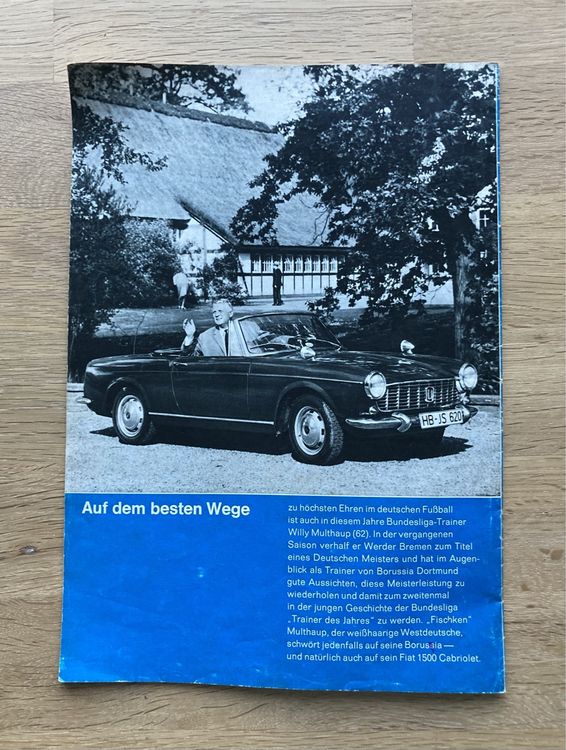 HB-JS 620
Auf dem besten Wege
zu höchsten Ehren im deutschen Fußball
ist auch in diesem Jahre Bundesliga-Trainer
Willy Multhaup (62). In der vergangenen
Saison verhalf er Werder Bremen zum Titel
eines Deutschen Meisters und hat im Augen-
blick als Trainer von Borussia Dortmund
gute Aussichten, diese Meisterleistung zu
wiederholen und damit zum zweitenmal
in der jungen Geschichte der Bundesliga
„Trainer des Jahres" zu werden. „Fischken"
Multhaup, der weißhaarige Westdeutsche,
schwört jedenfalls auf seine Borussia —
und natürlich auch auf sein Fiat 1500 Cabriolet.